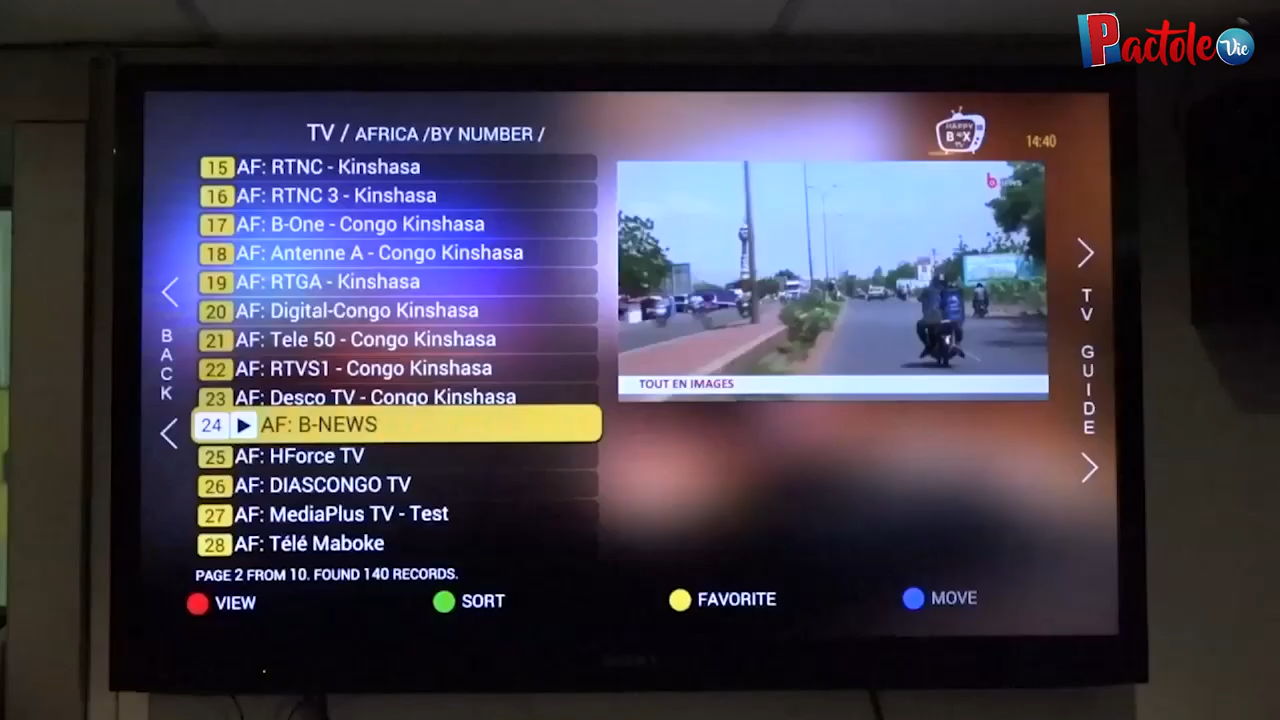 Pactole Vie
TV / AFRICA /BY NUMBER /
HAPPY
BOX
TV
14:40
15 AF: RTNC - Kinshasa
16 AF: RTNC 3 - Kinshasa
17 AF: B-One - Congo Kinshasa
18 AF: Antenne A - Congo Kinshasa
19 AF: RTGA - Kinshasa
20 AF: Digital-Congo Kinshasa
21 AF: Tele 50 - Congo Kinshasa
22 AF: RTVS1 - Congo Kinshasa
23 AF: Desco TV - Congo Kinshasa
24 AF: B-NEWS
25 AF: HForce TV
26 AF: DIASCONGO TV
27 AF: MediaPlus TV - Test
28 AF: Télé Maboke
PAGE 2 FROM 10. FOUND 140 RECORDS.
VIEW
SORT
FAVORITE
MOVE
BACK
b news
TOUT EN IMAGES
TV GUIDE